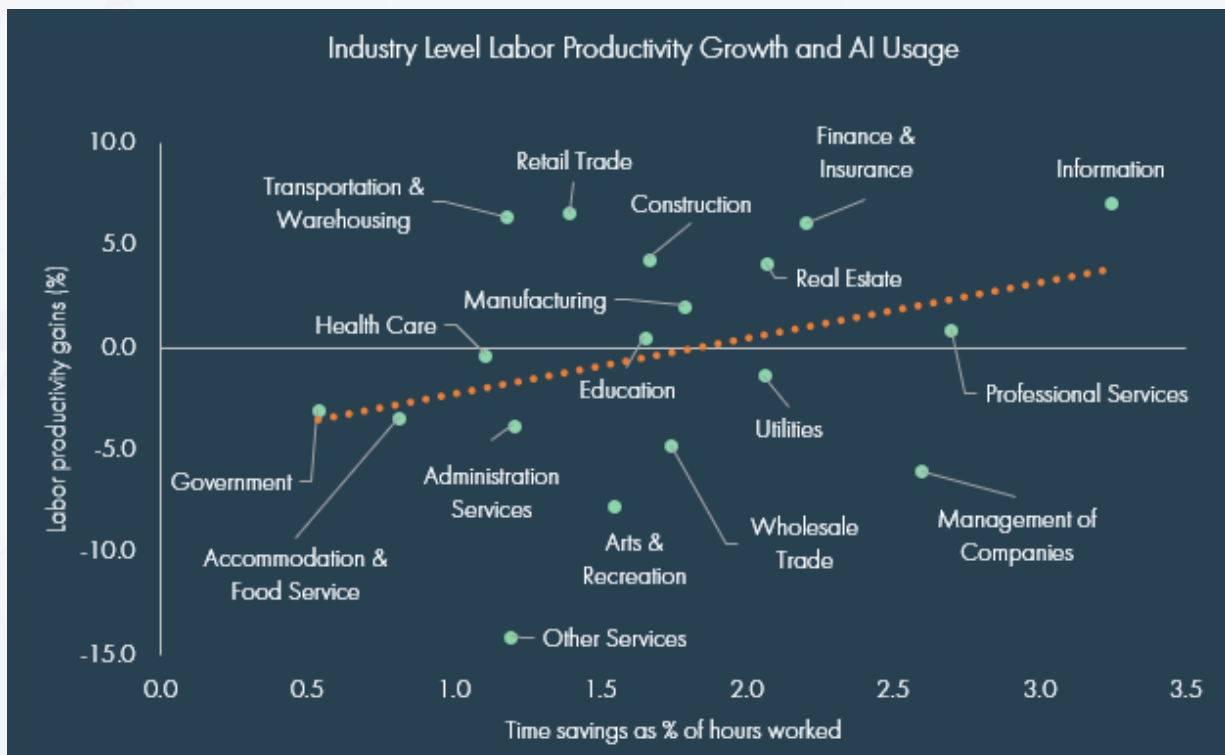 Industry Level Labor Productivity Growth and AI Usage
Labor productivity gains (%)
10.0
5.0
0.0
-5.0
-10.0
-15.0
Transportation &
Warehousing
Retail Trade
Construction
Finance &
Insurance
Information
Manufacturing
Real Estate
Health Care
Education
Professional Services
Utilities
Government
Administration
Services
Accommodation &
Food Service
Arts &
Recreation
Wholesale
Trade
Management of
Companies
Other Services
0.0 0.5 1.0 1.5 2.0 2.5 3.0 3.5
Time savings as % of hours worked